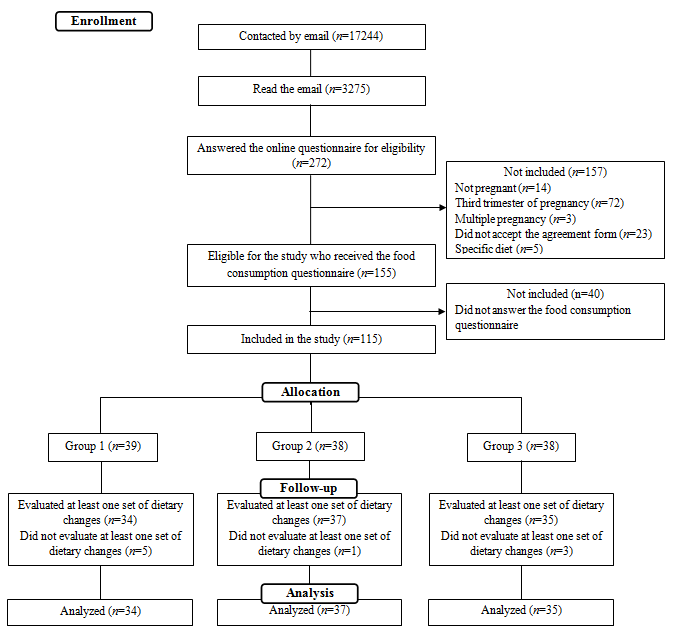 Enrollment
Contacted by email (n=17244)
Read the email (n=3275)
Answered the online questionnaire for eligibility
(n=272)
Not included (n=157)
Not pregnant (n=14)
Third trimester of pregnancy (n=72)
Multiple pregnancy (n=3)
Did not accept the agreement form (n=23)
Specific diet (n=5)
Eligible for the study who received the food
consumption questionnaire (n=155)
Not included (n=40)
Did not answer the food consumption
questionnaire
Included in the study (n=115)
Allocation
Group 1 (n=39)
Group 2 (n=38)
Group 3 (n=38)
Follow-up
Evaluated at least one set of dietary
changes (n=34)
Did not evaluate at least one set of
dietary changes (n=5)
Evaluated at least one set of dietary
changes (n=37)
Did not evaluate at least one set of
dietary changes (n=1)
Evaluated at least one set of dietary
changes (n=35)
Did not evaluate at least one set of
dietary changes (n=3)
Analysis
Analyzed (n=34)
Analyzed (n=37)
Analyzed (n=35)